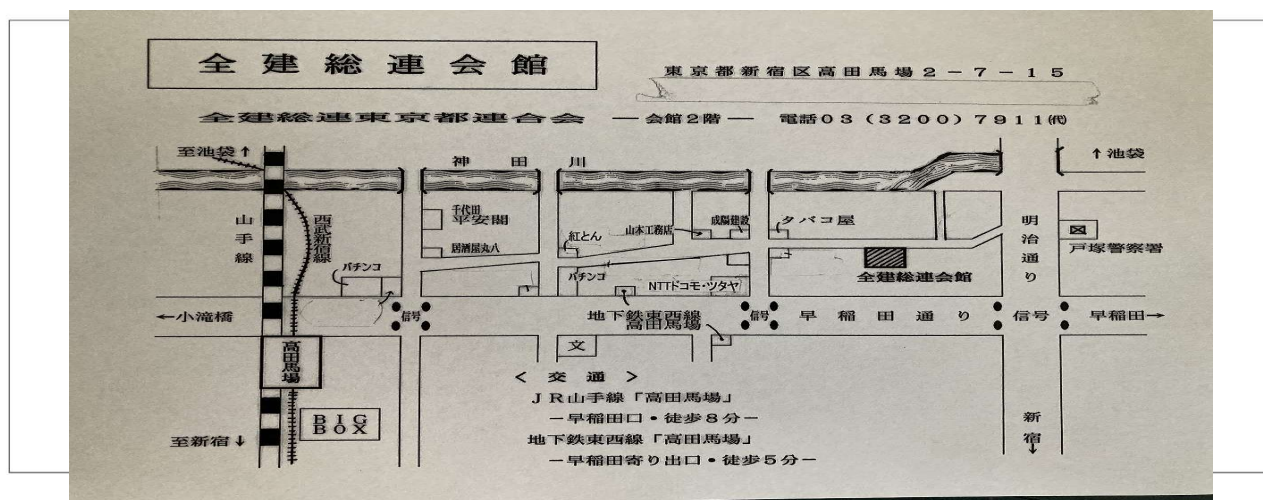 全建総連会館
東京都新宿区高田馬場2-7-15
全建総連東京都連合会 ー会館2階ー 電話03(3200)7911㈹
至池袋↑
神田川
↑池袋
山手線
西武新宿線
千代田
平安閣
居酒屋丸八
紅とん
山本工務店
成陽建設
タバコ屋
明治通り
戸塚警察署
パチンコ
パチンコ
NTTドコモ・ツタヤ
全建総連会館
←小滝橋
信号
地下鉄東西線
高田馬場
信号
早稲田通り
信号
早稲田→
高田馬場
文
BIG
BOX
至新宿↓
新宿↓
<交通>
JR山手線「高田馬場」
ー早稲田口・徒歩8分ー
地下鉄東西線「高田馬場」
ー早稲田寄り出口・徒歩5分ー